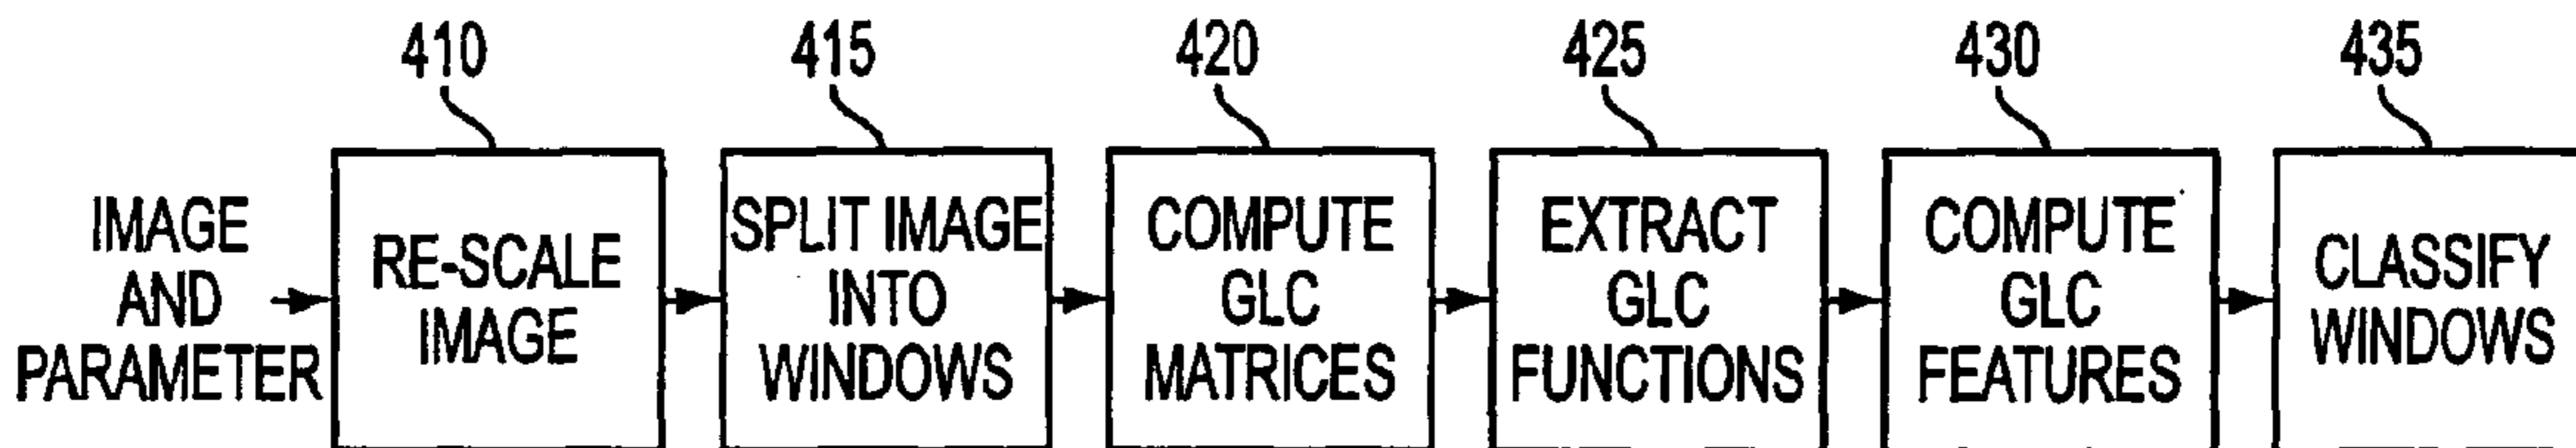 410
415
420
425
430
435
IMAGE
AND
PARAMETER
RE-SCALE
IMAGE
SPLIT IMAGE
INTO
WINDOWS
COMPUTE
GLC
MATRICES
EXTRACT
GLC
FUNCTIONS
COMPUTE
GLC
FEATURES
CLASSIFY
WINDOWS